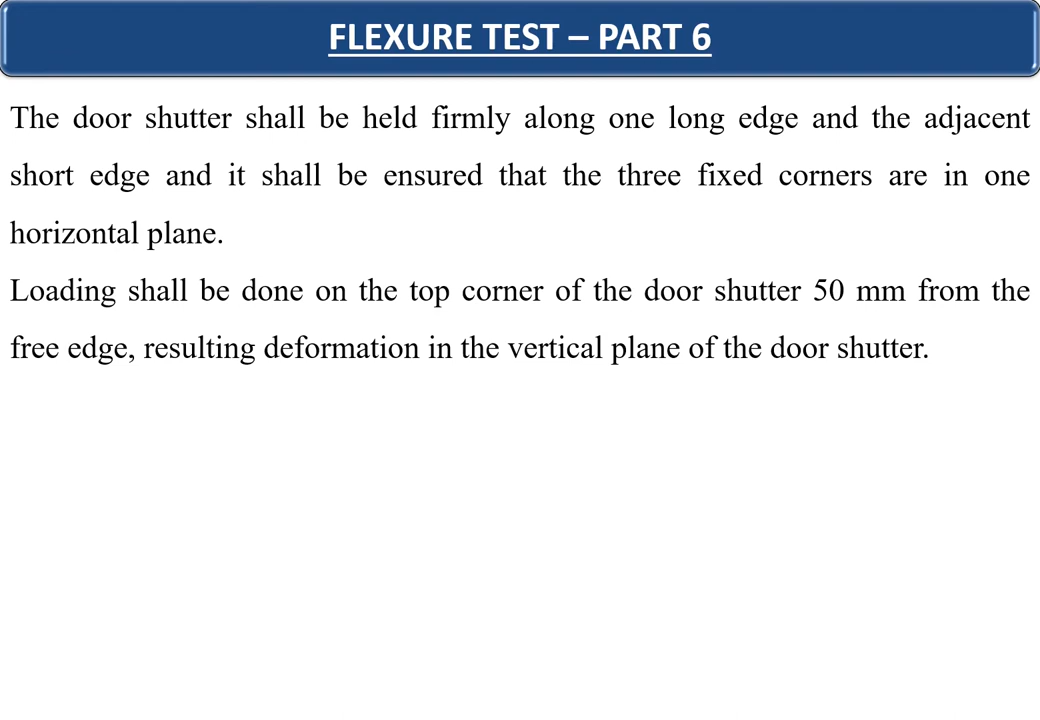 FLEXURE TEST – PART 6
The door shutter shall be held firmly along one long edge and the adjacent
short edge and it shall be ensured that the three fixed corners are in one
horizontal plane.
Loading shall be done on the top corner of the door shutter 50 mm from the
free edge, resulting deformation in the vertical plane of the door shutter.